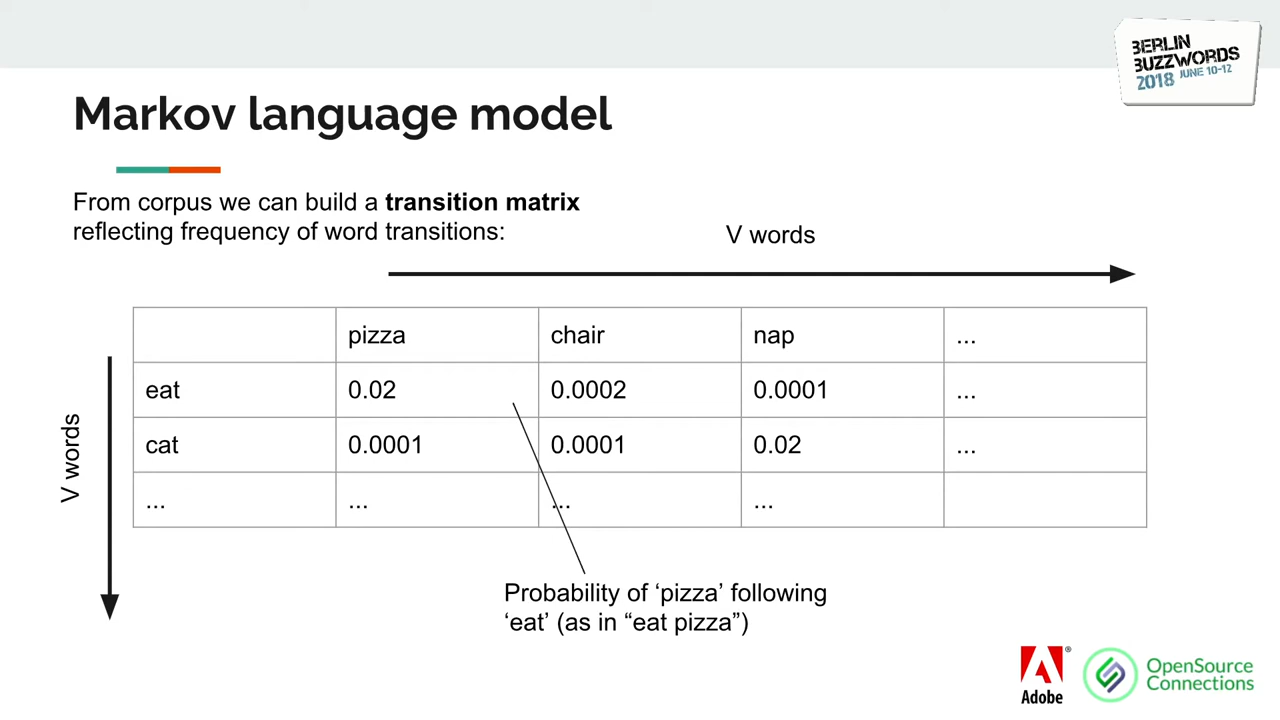 BERLIN
BUZZWORDS
2018 JUNE 10-12
Markov language model
From corpus we can build a transition matrix
reflecting frequency of word transitions:
V words
V words
pizza chair nap ...
eat 0.02 0.0002 0.0001 ...
cat 0.0001 0.0001 0.02 ...
... ... ... ...
Probability of ‘pizza’ following
‘eat’ (as in “eat pizza”)
Adobe®
OpenSource
Connections